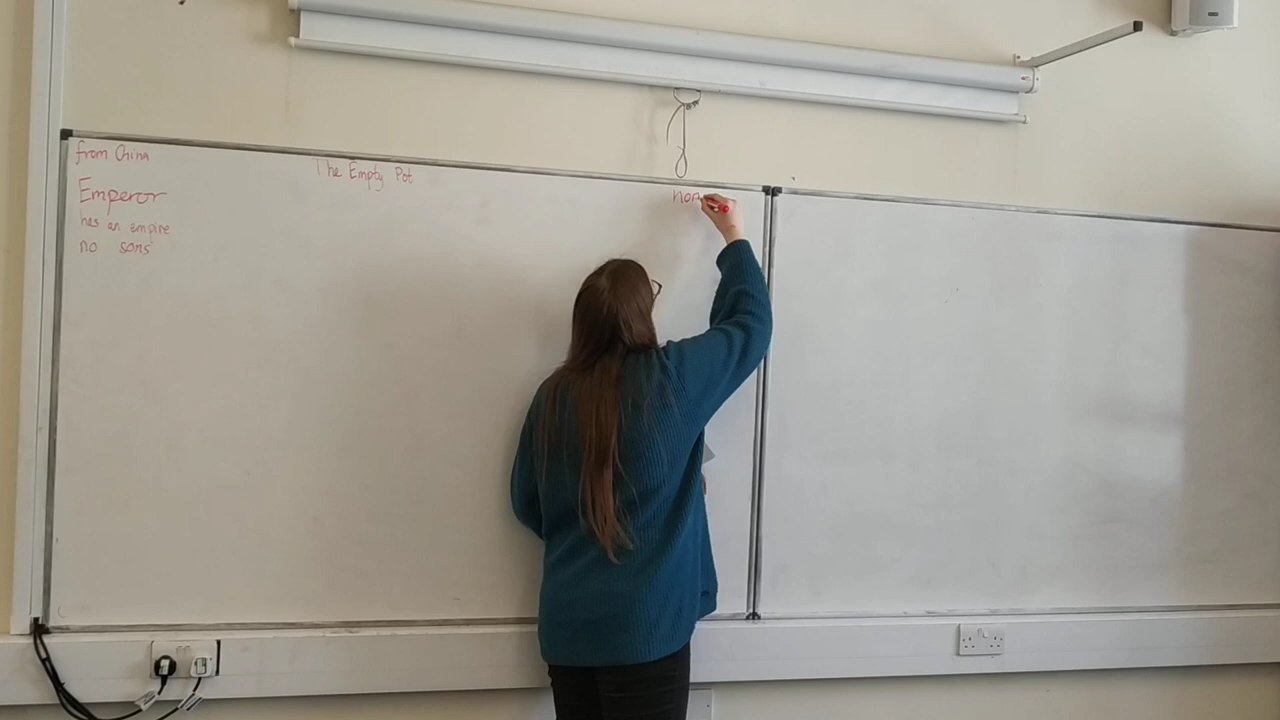 from China
The Empty Pot
Emperor
has an empire
no sons